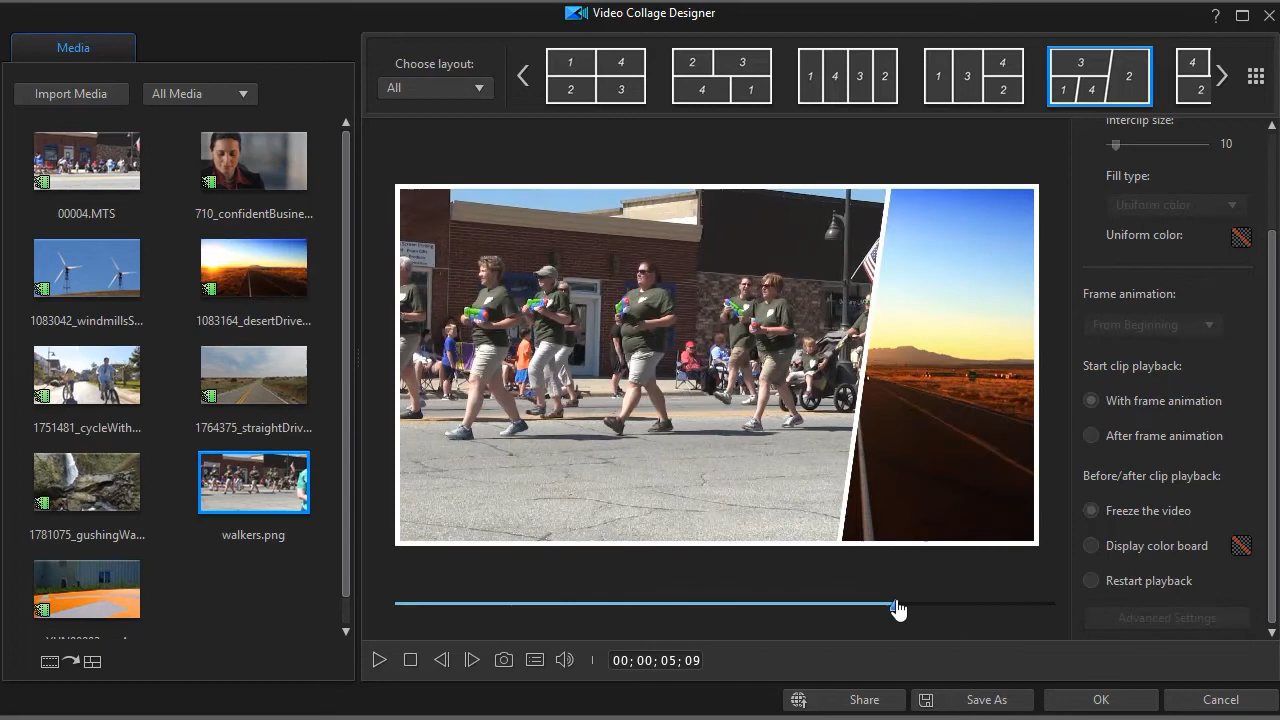 Video Collage Designer
?
Media
Import Media
All Media
00004.MTS
710_confidentBusine...
1083042_windmillsS...
1083164_desertDrive...
1751481_cycleWith...
1764375_straightDriv...
1781075_gushingWa...
walkers.png
Choose layout:
All
1 4
2 3
2 3
4 1
1 4 3 2
1 3 4
2
3 2
1 4
4
2
Interclip size:
10
Fill type:
Uniform color
Uniform color:
Frame animation:
From Beginning
Start clip playback:
With frame animation
After frame animation
Before/after clip playback:
Freeze the video
Display color board
Restart playback
Advanced Settings
00;00;05;09
Share
Save As
OK
Cancel